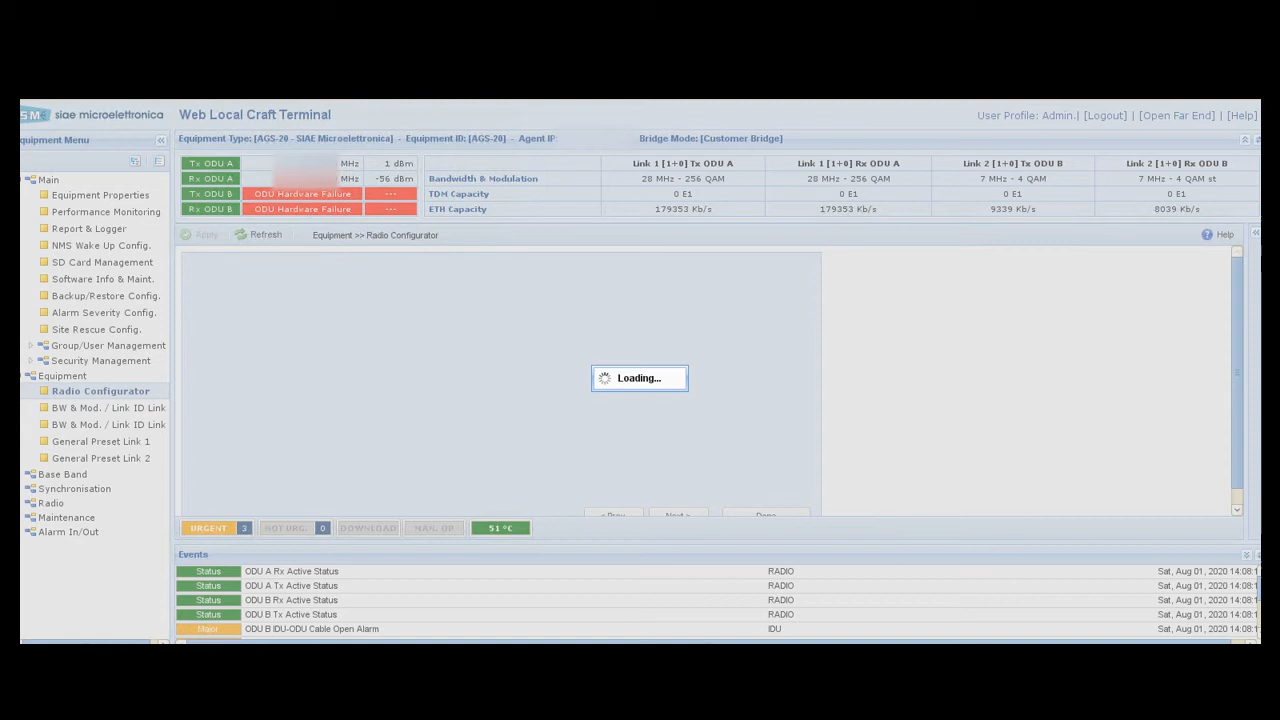 SM siae microelettronica Web Local Craft Terminal User Profile: Admin.| [Logout] | [Open Far End] | [Help]
quipment Menu
Equipment Type: [AGS-20 - SIAE Microelettronica] - Equipment ID: [AGS-20] - Agent IP: Bridge Mode: [Customer Bridge]
Tx ODU A MHz 1 dBm Link 1 [1+0] Tx ODU A Link 1 [1+0] Rx ODU A Link 2 [1+0] Tx ODU B Link 2 [1+0] Rx ODU B
Rx ODU A MHz -56 dBm Bandwidth & Modulation 28 MHz - 256 QAM 28 MHz - 256 QAM 7 MHz - 4 QAM 7 MHz - 4 QAM st
Tx ODU B ODU Hardware Failure --- TDM Capacity 0 E1 0 E1 0 E1 0 E1
Rx ODU B ODU Hardware Failure --- ETH Capacity 179353 Kb/s 179353 Kb/s 9339 Kb/s 8039 Kb/s
Apply Refresh Equipment >> Radio Configurator Help
Main
Equipment Properties
Performance Monitoring
Report & Logger
NMS Wake Up Config.
SD Card Management
Software Info & Maint.
Backup/Restore Config.
Alarm Severity Config.
Site Rescue Config.
Group/User Management
Security Management
Equipment
Radio Configurator
BW & Mod. / Link ID Link
BW & Mod. / Link ID Link
General Preset Link 1
General Preset Link 2
Base Band
Synchronisation
Radio
Maintenance
Alarm In/Out
Loading...
< Prev Next > Done
URGENT 3 NOT URG. 0 DOWNLOAD MAN. OP 51 °C
Events
Status ODU A Rx Active Status RADIO Sat, Aug 01, 2020 14:08:1
Status ODU A Tx Active Status RADIO Sat, Aug 01, 2020 14:08:1
Status ODU B Rx Active Status RADIO Sat, Aug 01, 2020 14:08:1
Status ODU B Tx Active Status RADIO Sat, Aug 01, 2020 14:08:1
Major ODU B IDU-ODU Cable Open Alarm IDU Sat, Aug 01, 2020 14:08:1